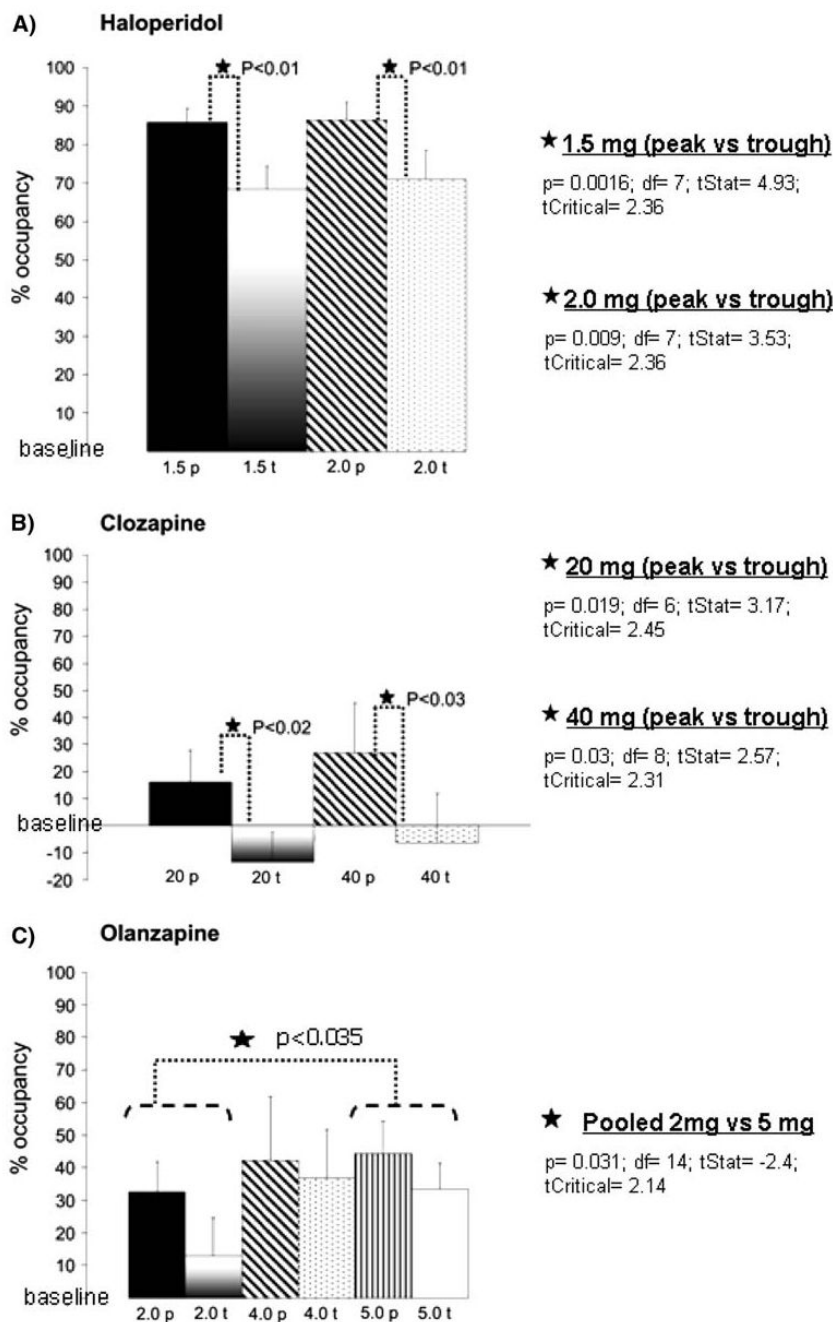 A) Haloperidol
100
90
80
70
60
50
40
30
20
10
baseline
% occupancy
★ P<0.01
★ P<0.01
1.5 p 1.5 t 2.0 p 2.0 t
★ 1.5 mg (peak vs trough)
p= 0.0016; df= 7; tStat= 4.93;
tCritical= 2.36
★ 2.0 mg (peak vs trough)
p= 0.009; df= 7; tStat= 3.53;
tCritical= 2.36
B) Clozapine
100
90
80
70
60
50
40
30
20
10
baseline
-10
-20
% occupancy
★ P<0.02
★ P<0.03
20 p 20 t 40 p 40 t
★ 20 mg (peak vs trough)
p= 0.019; df= 6; tStat= 3.17;
tCritical= 2.45
★ 40 mg (peak vs trough)
p= 0.03; df= 8; tStat= 2.57;
tCritical= 2.31
C) Olanzapine
100
90
80
70
60
50
40
30
20
10
baseline
% occupancy
★ p<0.035
2.0 p 2.0 t 4.0 p 4.0 t 5.0 p 5.0 t
★ Pooled 2mg vs 5 mg
p= 0.031; df= 14; tStat= -2.4;
tCritical= 2.14